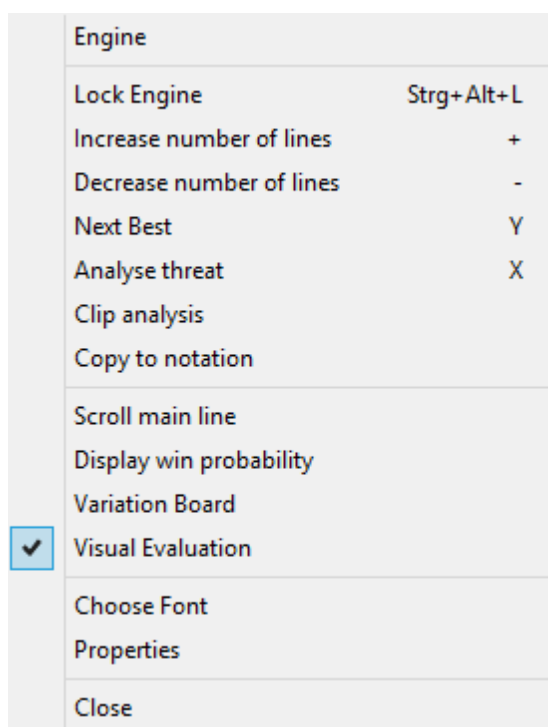 Engine
Lock Engine Strg+Alt+L
Increase number of lines +
Decrease number of lines -
Next Best Y
Analyse threat X
Clip analysis
Copy to notation
Scroll main line
Display win probability
Variation Board
Visual Evaluation
Choose Font
Properties
Close